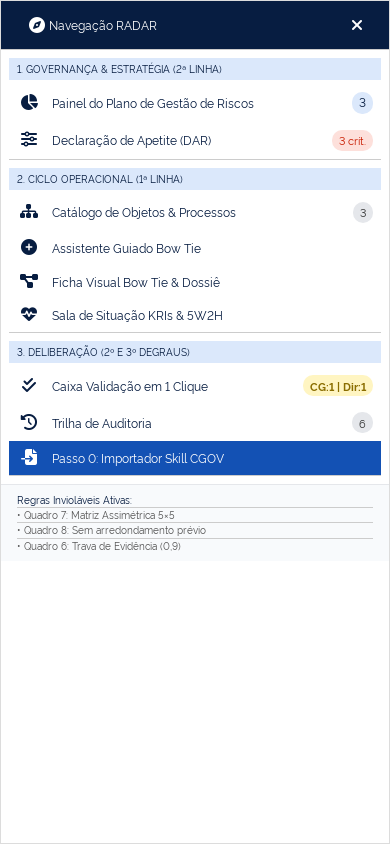 Navegação RADAR
1. GOVERNANÇA & ESTRATÉGIA (2ª LINHA)
Painel do Plano de Gestão de Riscos 3
Declaração de Apetite (DAR) 3 crít.
2. CICLO OPERACIONAL (1ª LINHA)
Catálogo de Objetos & Processos 3
Assistente Guiado Bow Tie
Ficha Visual Bow Tie & Dossiê
Sala de Situação KRIs & 5W2H
3. DELIBERAÇÃO (2º E 3º DEGRAUS)
Caixa Validação em 1 Clique CG:1 | Dir:1
Trilha de Auditoria 6
Passo 0: Importador Skill CGOV
Regras Invioláveis Ativas:
• Quadro 7: Matriz Assimétrica 5×5
• Quadro 8: Sem arredondamento prévio
• Quadro 6: Trava de Evidência (0,9)